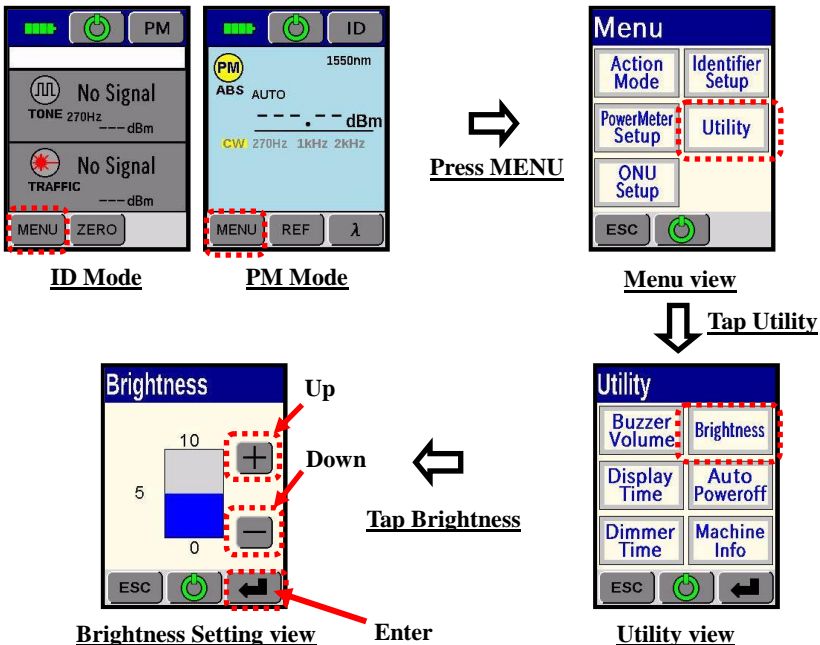 PM
No Signal
TONE 270Hz
---dBm
No Signal
TRAFFIC
---dBm
MENU ZERO
ID Mode
ID
PM 1550nm
ABS AUTO
---.--dBm
CW 270Hz 1kHz 2kHz
MENU REF λ
PM Mode
Press MENU
Menu
Action
Mode
Identifier
Setup
PowerMeter
Setup
Utility
ONU
Setup
ESC
Menu view
Tap Utility
Utility
Buzzer
Volume
Brightness
Display
Time
Auto
Poweroff
Dimmer
Time
Machine
Info
ESC
Utility view
Tap Brightness
Brightness
10
5
0
+
−
ESC
Up
Down
Enter
Brightness Setting view